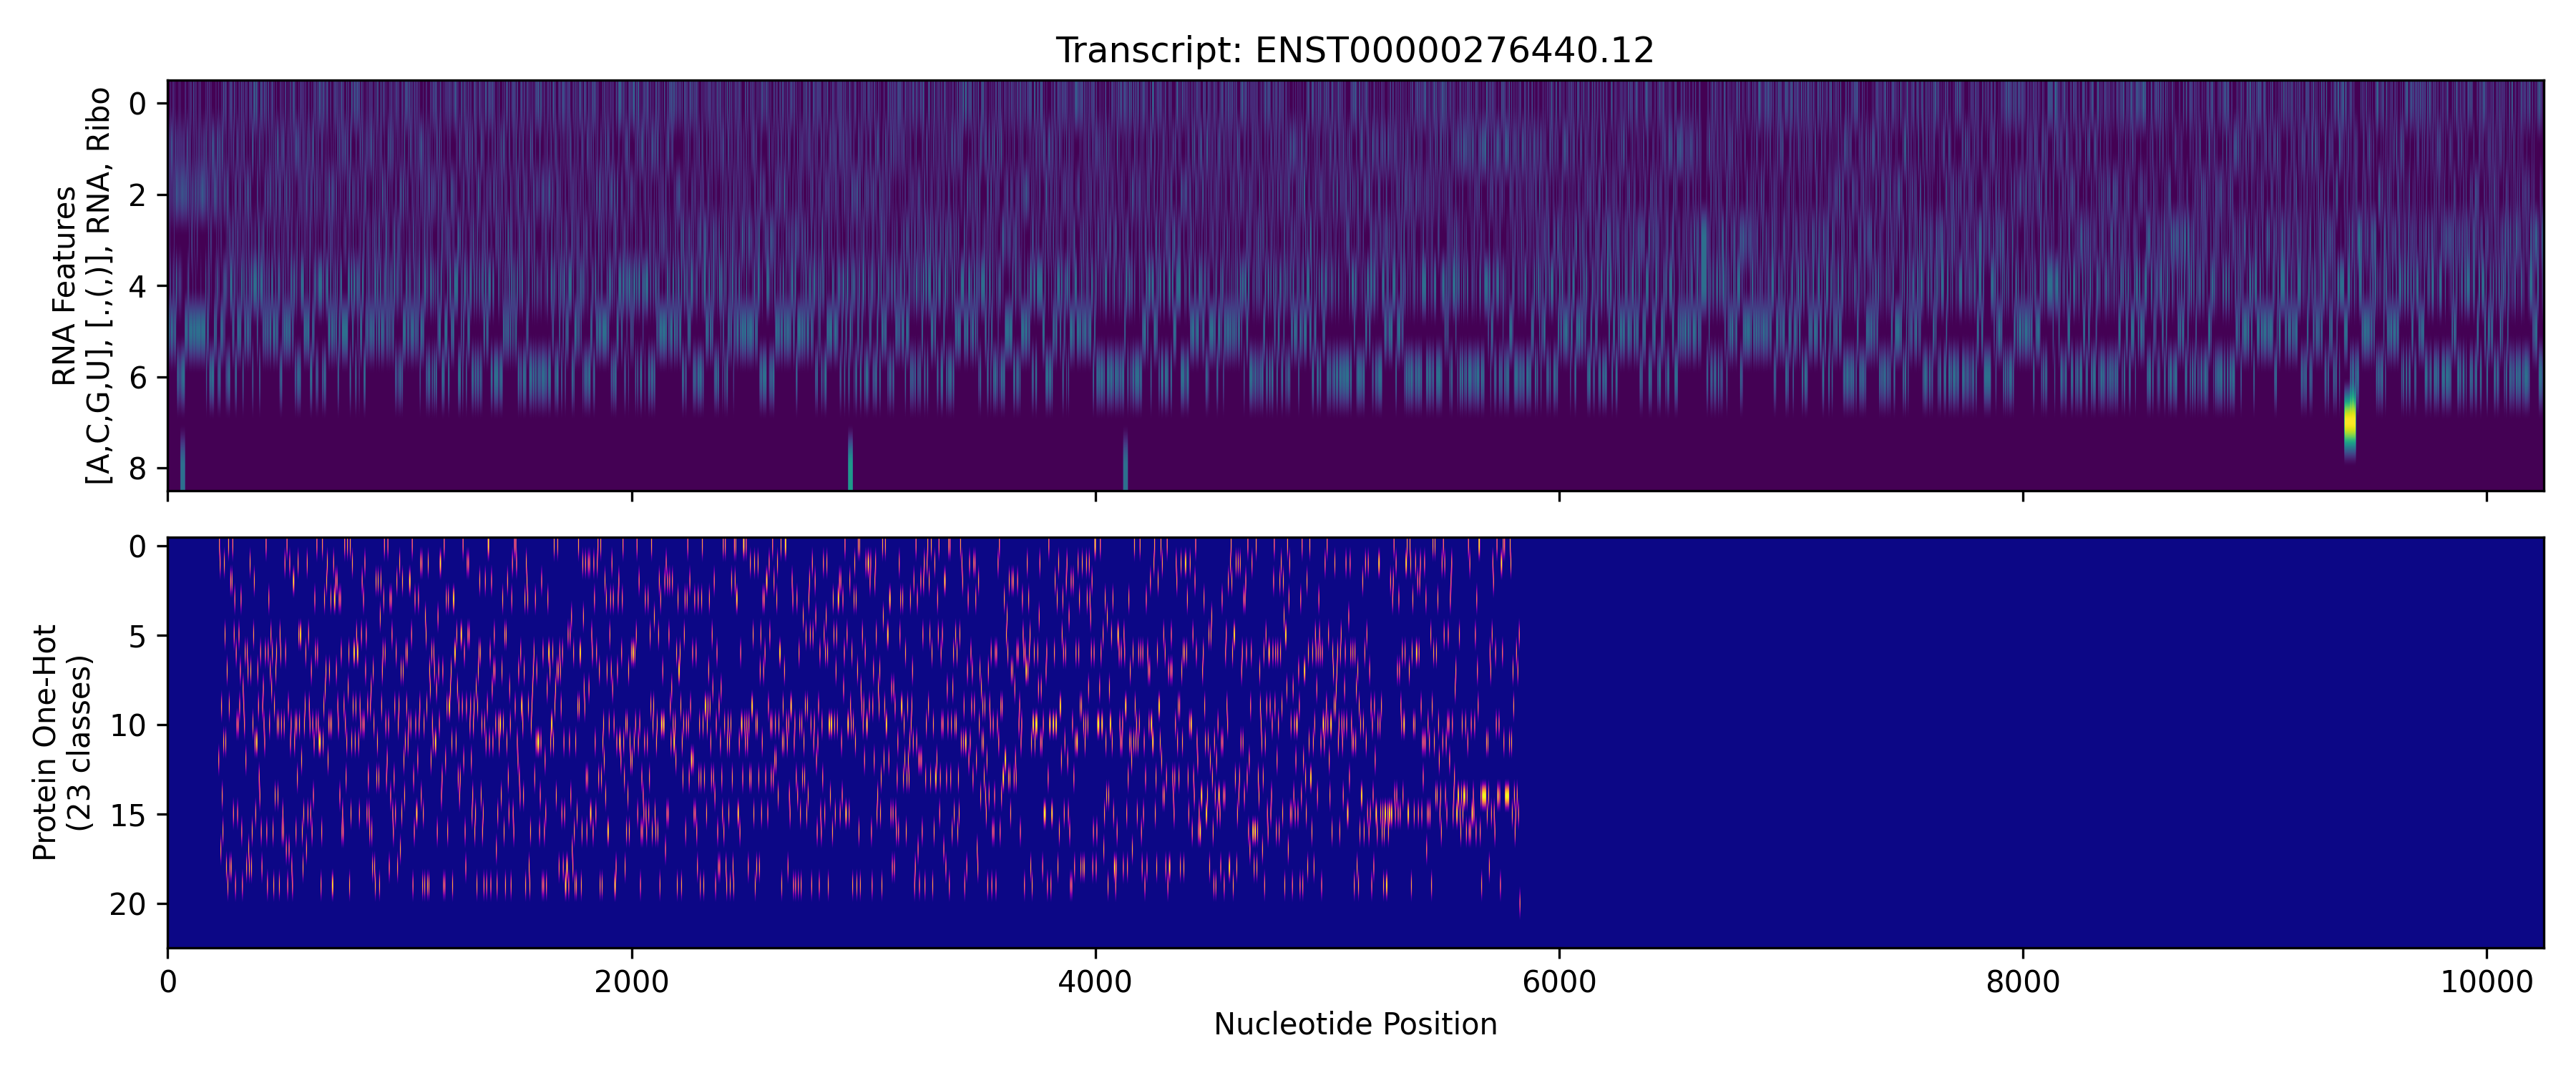 Transcript: ENST00000276440.12
RNA Features
[A,C,G,U], [.,(,)], RNA, Ribo
0
2
4
6
8
Protein One-Hot
(23 classes)
0
5
10
15
20
0 2000 4000 6000 8000 10000
Nucleotide Position